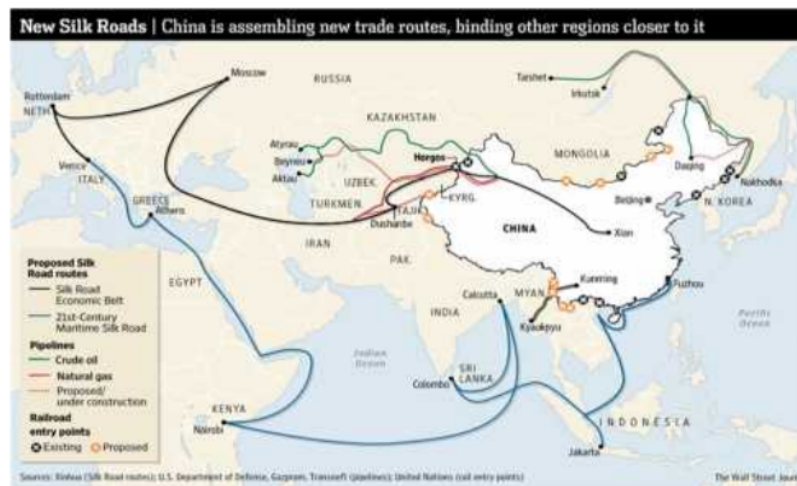 New Silk Roads | China is assembling new trade routes, binding other regions closer to it
Moscow
RUSSIA
Taishet
Irkutsk
Rotterdam
NETH.
KAZAKHSTAN
Atyrau
Beyneu
Aktau
Horgos
MONGOLIA
Daqing
Venice
ITALY
UZBEK.
KYRG.
Nakhodka
GREECE
Athens
TURKMEN.
TAJIK.
Dushanbe
Beijing
N. KOREA
IRAN
CHINA
Xian
PAK.
EGYPT
Kunming
Calcutta
MYAN.
Fuzhou
INDIA
Kyaukpyu
Pacific
Ocean
Indian
Ocean
SRI
LANKA
Colombo
KENYA
Nairobi
INDONESIA
Jakarta
Proposed Silk
Road routes
Silk Road
Economic Belt
21st-Century
Maritime Silk Road
Pipelines
Crude oil
Natural gas
Proposed/
under construction
Railroad
entry points
Existing
Proposed
Sources: Xinhua (Silk Road routes); U.S. Department of Defense, Gazprom, Transneft (pipelines); United Nations (rail entry points)
The Wall Street Jour